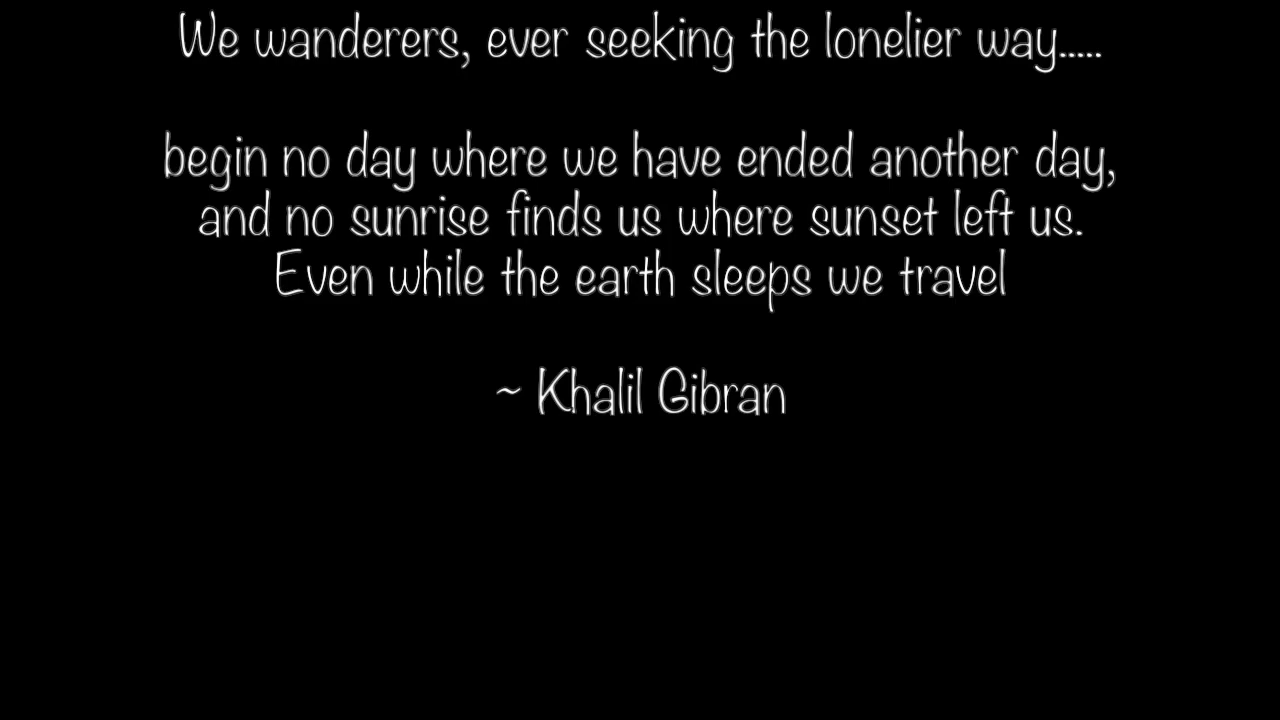 We wanderers, ever seeking the lonelier way.....
begin no day where we have ended another day,
and no sunrise finds us where sunset left us.
Even while the earth sleeps we travel
~ Khalil Gibran